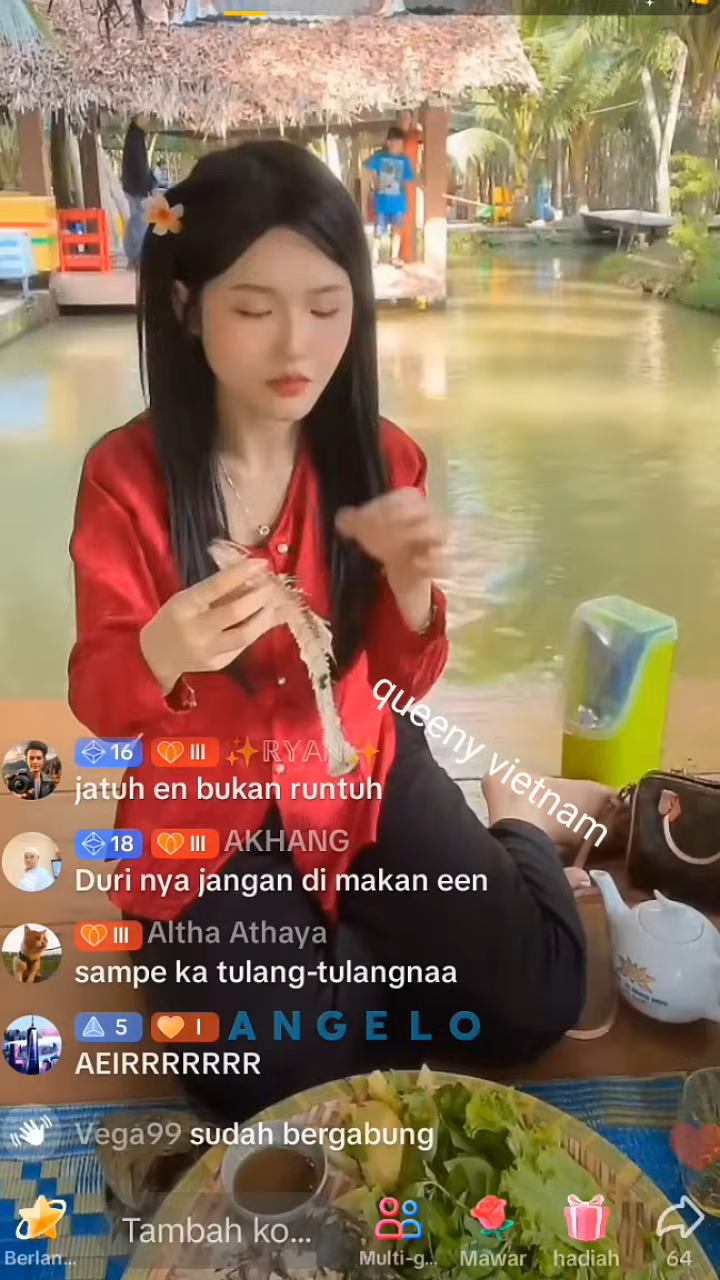 queeny vietnam
16 III ✨RYAN✨
jatuh en bukan runtuh
18 III AKHANG
Duri nya jangan di makan een
III Altha Athaya
sampe ka tulang-tulangnaa
5 I ANGELO
AEIRRRRRRR
Vega99 sudah bergabung
Tambah ko...
Berlan... Multi-g... Mawar hadiah 64